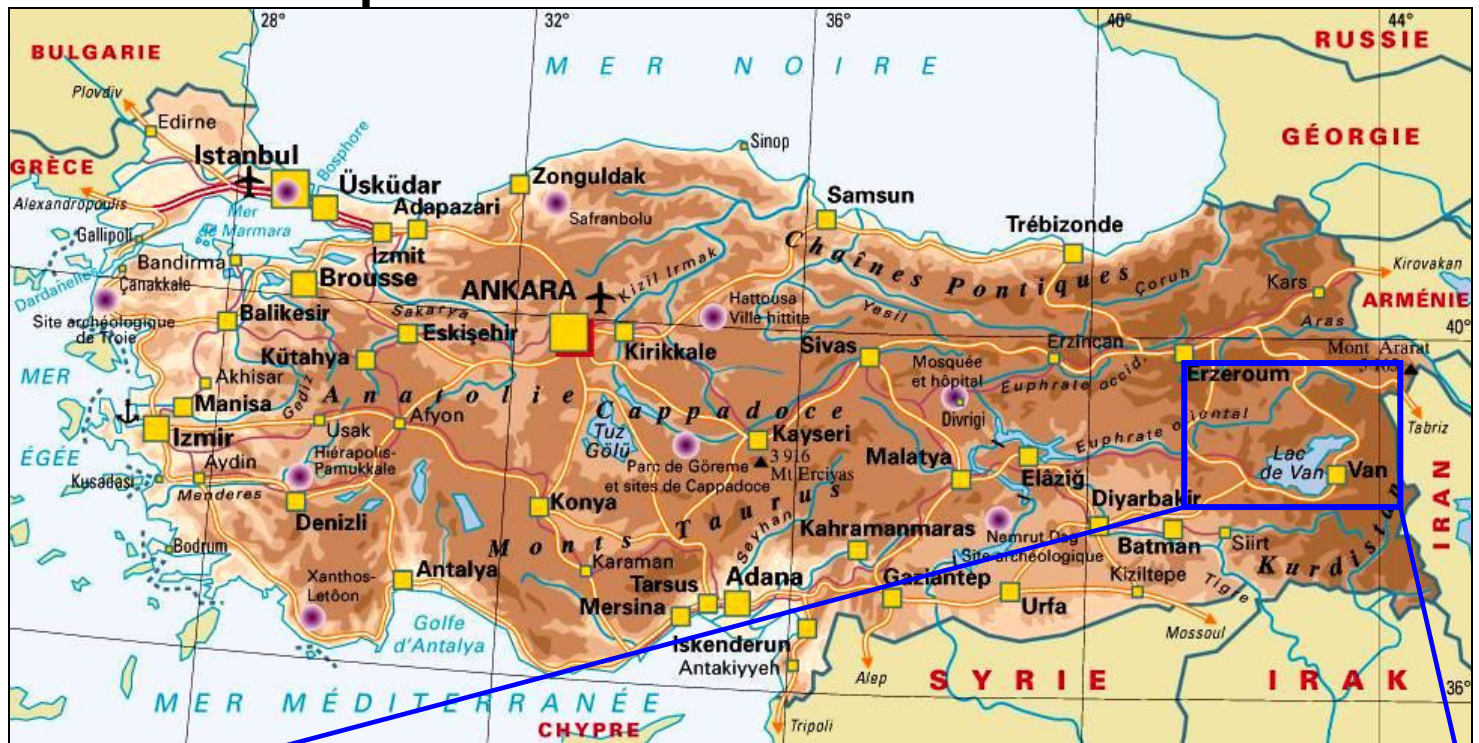 28°
32°
36°
40°
44°
BULGARIE
RUSSIE
MER NOIRE
Plovdiv
Edirne
Sinop
GÉORGIE
GRÈCE
Istanbul
Bosphore
Üsküdar
Zonguldak
Safranbolu
Samsun
Alexandropoulis
Adapazari
Trébizonde
Mer
de Marmara
Gallipoli
Izmit
Chaînes Pontiques
Bandirma
Kizil Irmak
Çoruh
Kirovakan
Dardanelles
Çanakkale
Brousse
ANKARA
Kars
ARMÉNIE
Hattousa
Ville hittite
Yesil
Site archéologique
de Troie
Balikesir
Sakarya
Eskişehir
Aras
40°
Kütahya
Kirikkale
Sivas
Erzincan
Mont Ararat
Mosquée
et hôpital
Erzeroum
MER
Akhisar
Euphrate occid.
Gediz
Anatolie
Manisa
Cappadoce
Divrigi
Tabriz
Izmir
Usak
Afyon
Tuz
Gölü
Kayseri
Euphrate oriental
ÉGÉE
Hiérapolis-
Pamukkale
3 916
Mt Erciyas
Malatya
Lac
de Van
Van
Aydin
Parc de Göreme
et sites de Cappadoce
Elâziğ
Kusadasi
Menderes
Konya
Diyarbakir
IRAN
Denizli
Monts Taurus
Seyhan
Kahramanmaras
Nemrut Dag
Site archéologique
Batman
Siirt
Bodrum
Karaman
Kurdistan
Xanthos-
Letôon
Antalya
Tarsus
Adana
Gaziantep
Kiziltepe
Tigre
Mersina
Urfa
Golfe
d'Antalya
Iskenderun
Mossoul
Antakiyyeh
Alep
SYRIE
IRAK
36°
MER MÉDITERRANÉE
CHYPRE
Tripoli